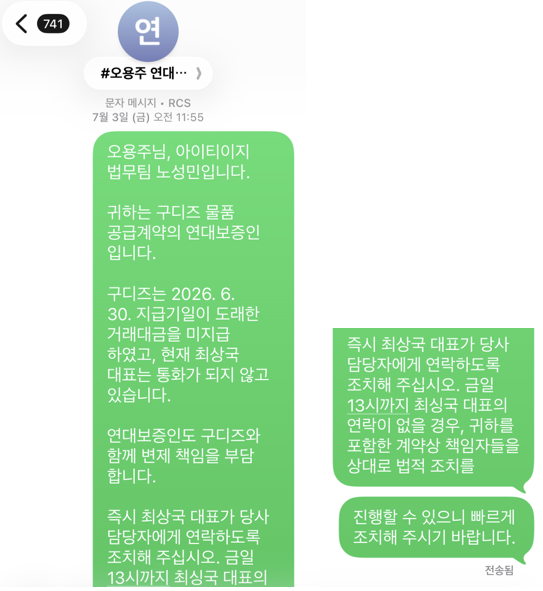 741
연
#오용주 연대…
문자 메시지 • RCS
7월 3일 (금) 오전 11:55
오용주님, 아이티이지
법무팀 노성민입니다.
귀하는 구디즈 물품
공급계약의 연대보증인
입니다.
구디즈는 2026. 6.
30. 지급기일이 도래한
거래대금을 미지급
하였고, 현재 최상국
대표는 통화가 되지 않고
있습니다.
연대보증인도 구디즈와
함께 변제 책임을 부담
합니다.
즉시 최상국 대표가 당사
담당자에게 연락하도록
조치해 주십시오. 금일
13시까지 최싱국 대표의
즉시 최상국 대표가 당사
담당자에게 연락하도록
조치해 주십시오. 금일
13시까지 최싱국 대표의
연락이 없을 경우, 귀하를
포함한 계약상 책임자들을
상대로 법적 조치를
진행할 수 있으니 빠르게
조치해 주시기 바랍니다.
전송됨